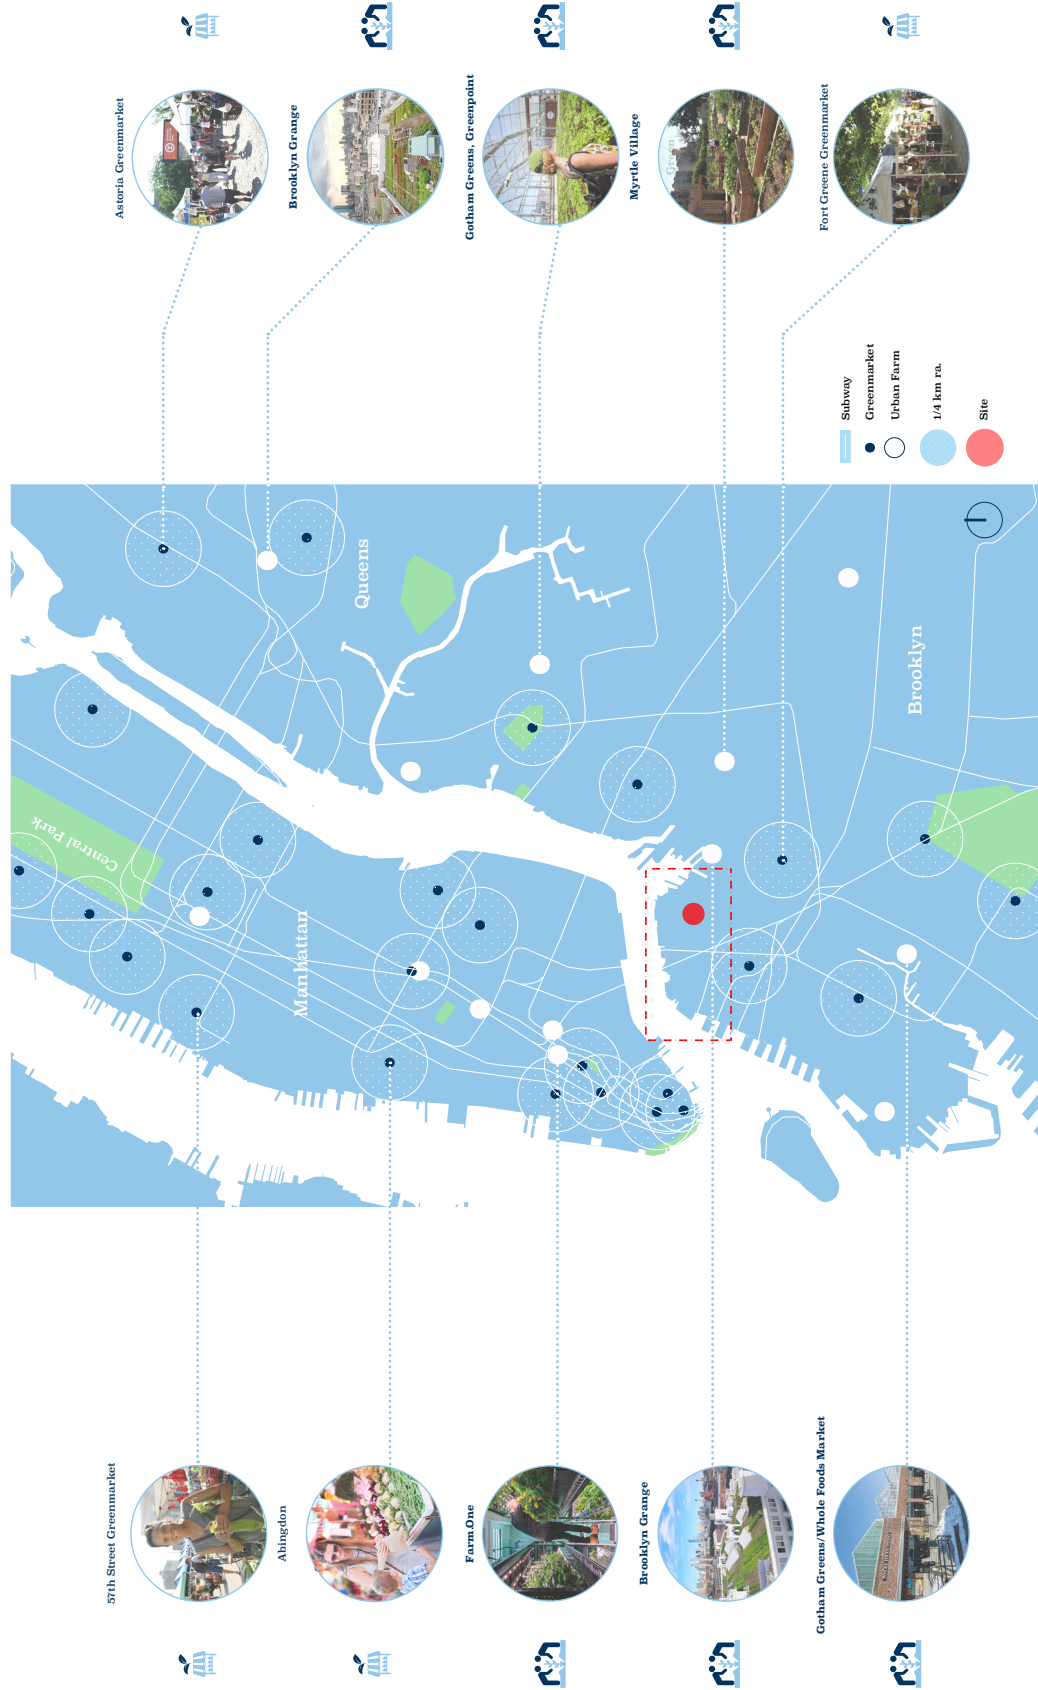 Astoria Greenmarket
Brooklyn Grange
Gotham Greens, Greenpoint
Myrtle Village
Green
Fort Greene Greenmarket
Subway
Greenmarket
Urban Farm
1/4 km ra.
Site
Queens
Brooklyn
Central Park
Manhattan
57th Street Greenmarket
Abingdon
Farm.One
Brooklyn Grange
Gotham Greens/Whole Foods Market